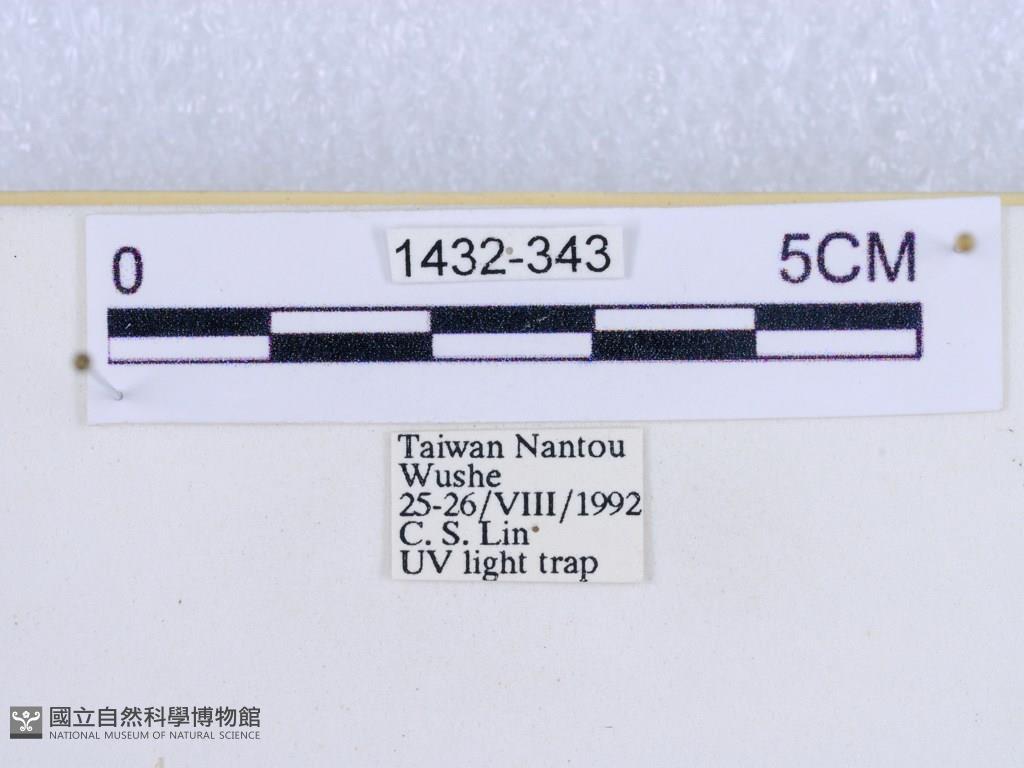 0 1432-343 5CM
Taiwan Nantou
Wushe
25-26/VIII/1992
C. S. Lin
UV light trap
國立自然科學博物館
NATIONAL MUSEUM OF NATURAL SCIENCE